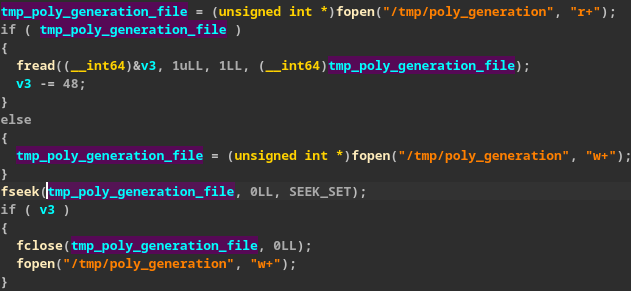 tmp_poly_generation_file = (unsigned int *)fopen("/tmp/poly_generation", "r+");
if ( tmp_poly_generation_file )
{
  fread((__int64)&v3, 1uLL, 1LL, (__int64)tmp_poly_generation_file);
  v3 -= 48;
}
else
{
  tmp_poly_generation_file = (unsigned int *)fopen("/tmp/poly_generation", "w+");
}
fseek(tmp_poly_generation_file, 0LL, SEEK_SET);
if ( v3 )
{
  fclose(tmp_poly_generation_file, 0LL);
  fopen("/tmp/poly_generation", "w+");
}